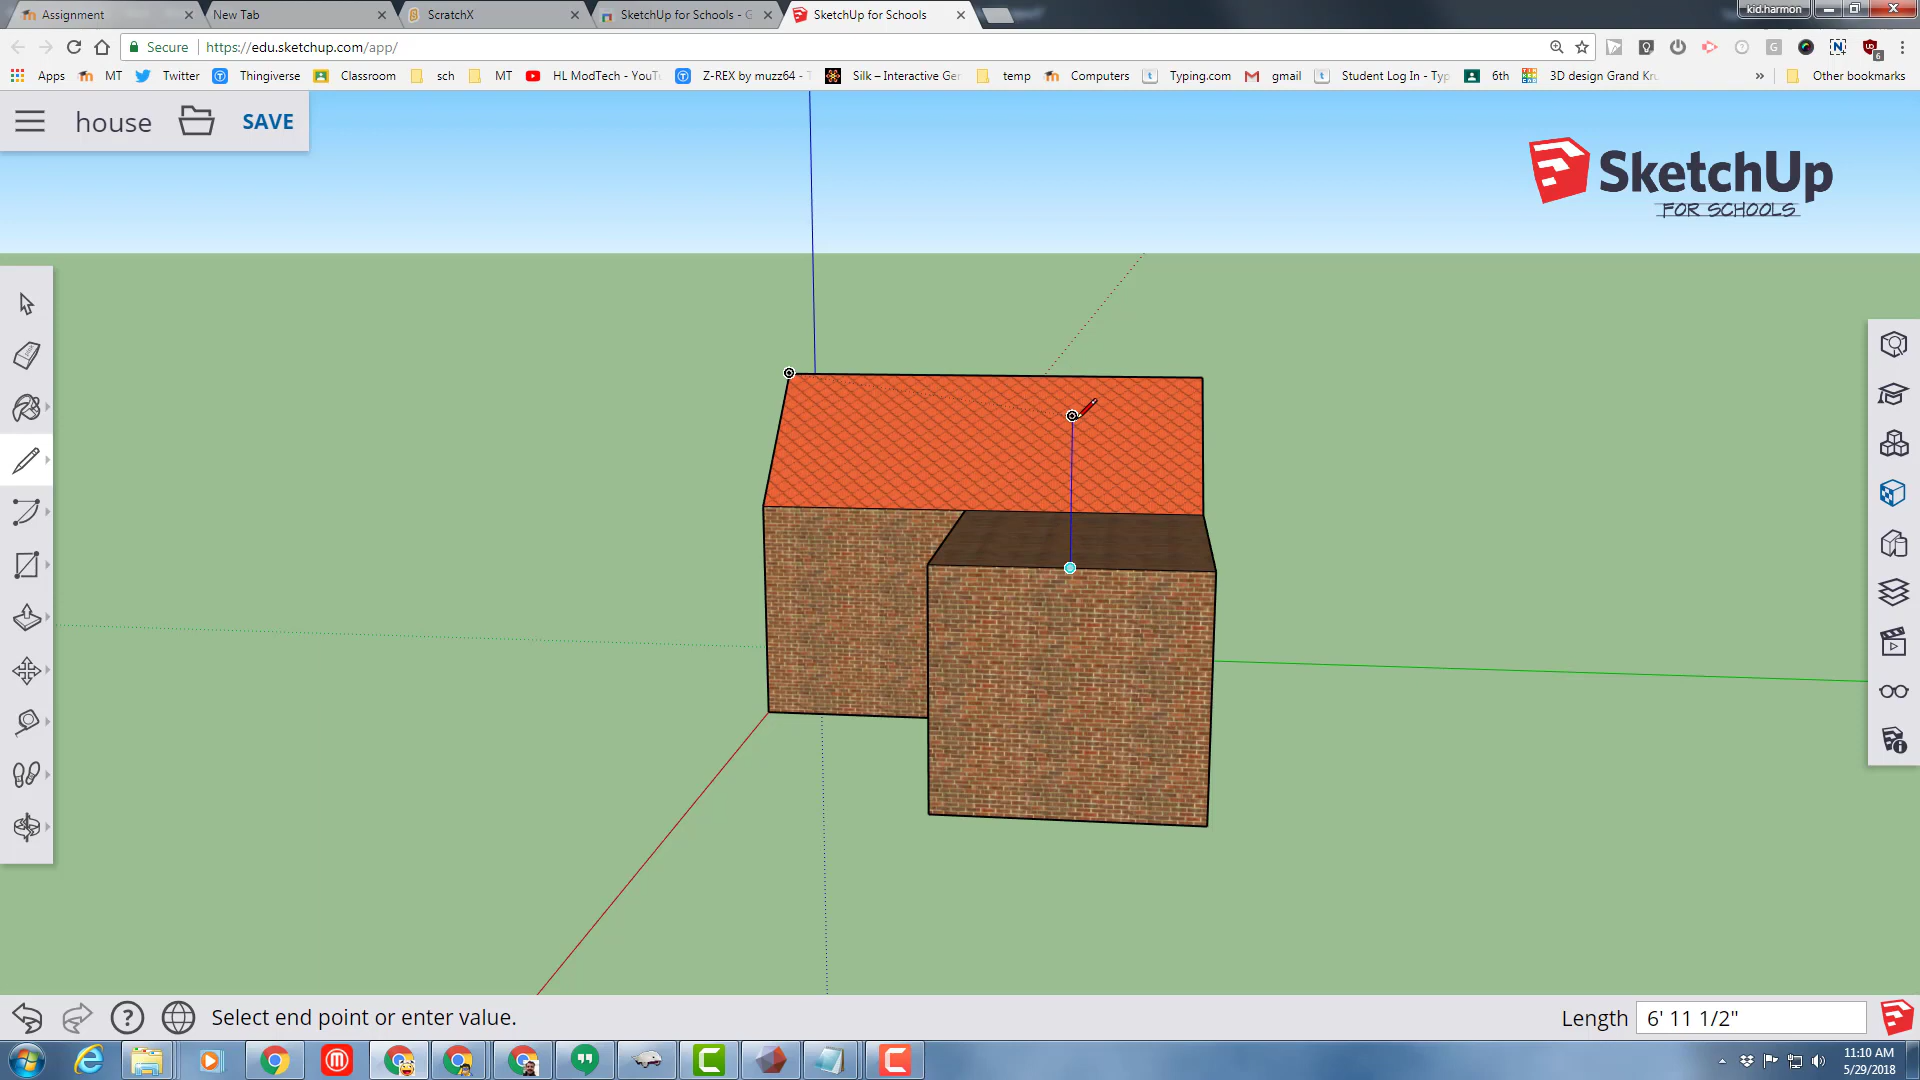 Assignment
New Tab
ScratchX
SketchUp for Schools - G
SketchUp for Schools
kid.harmon
Secure
https://edu.sketchup.com/app/
Apps
MT
Twitter
Thingiverse
Classroom
sch
MT
HL ModTech - YouTu
Z-REX by muzz64 - T
Silk – Interactive Ger
temp
Computers
Typing.com
gmail
Student Log In - Typ
6th
3D design Grand Kru
»
Other bookmarks
house
SAVE
SketchUp
FOR SCHOOLS
Select end point or enter value.
Length
6' 11 1/2"
11:10 AM
5/29/2018